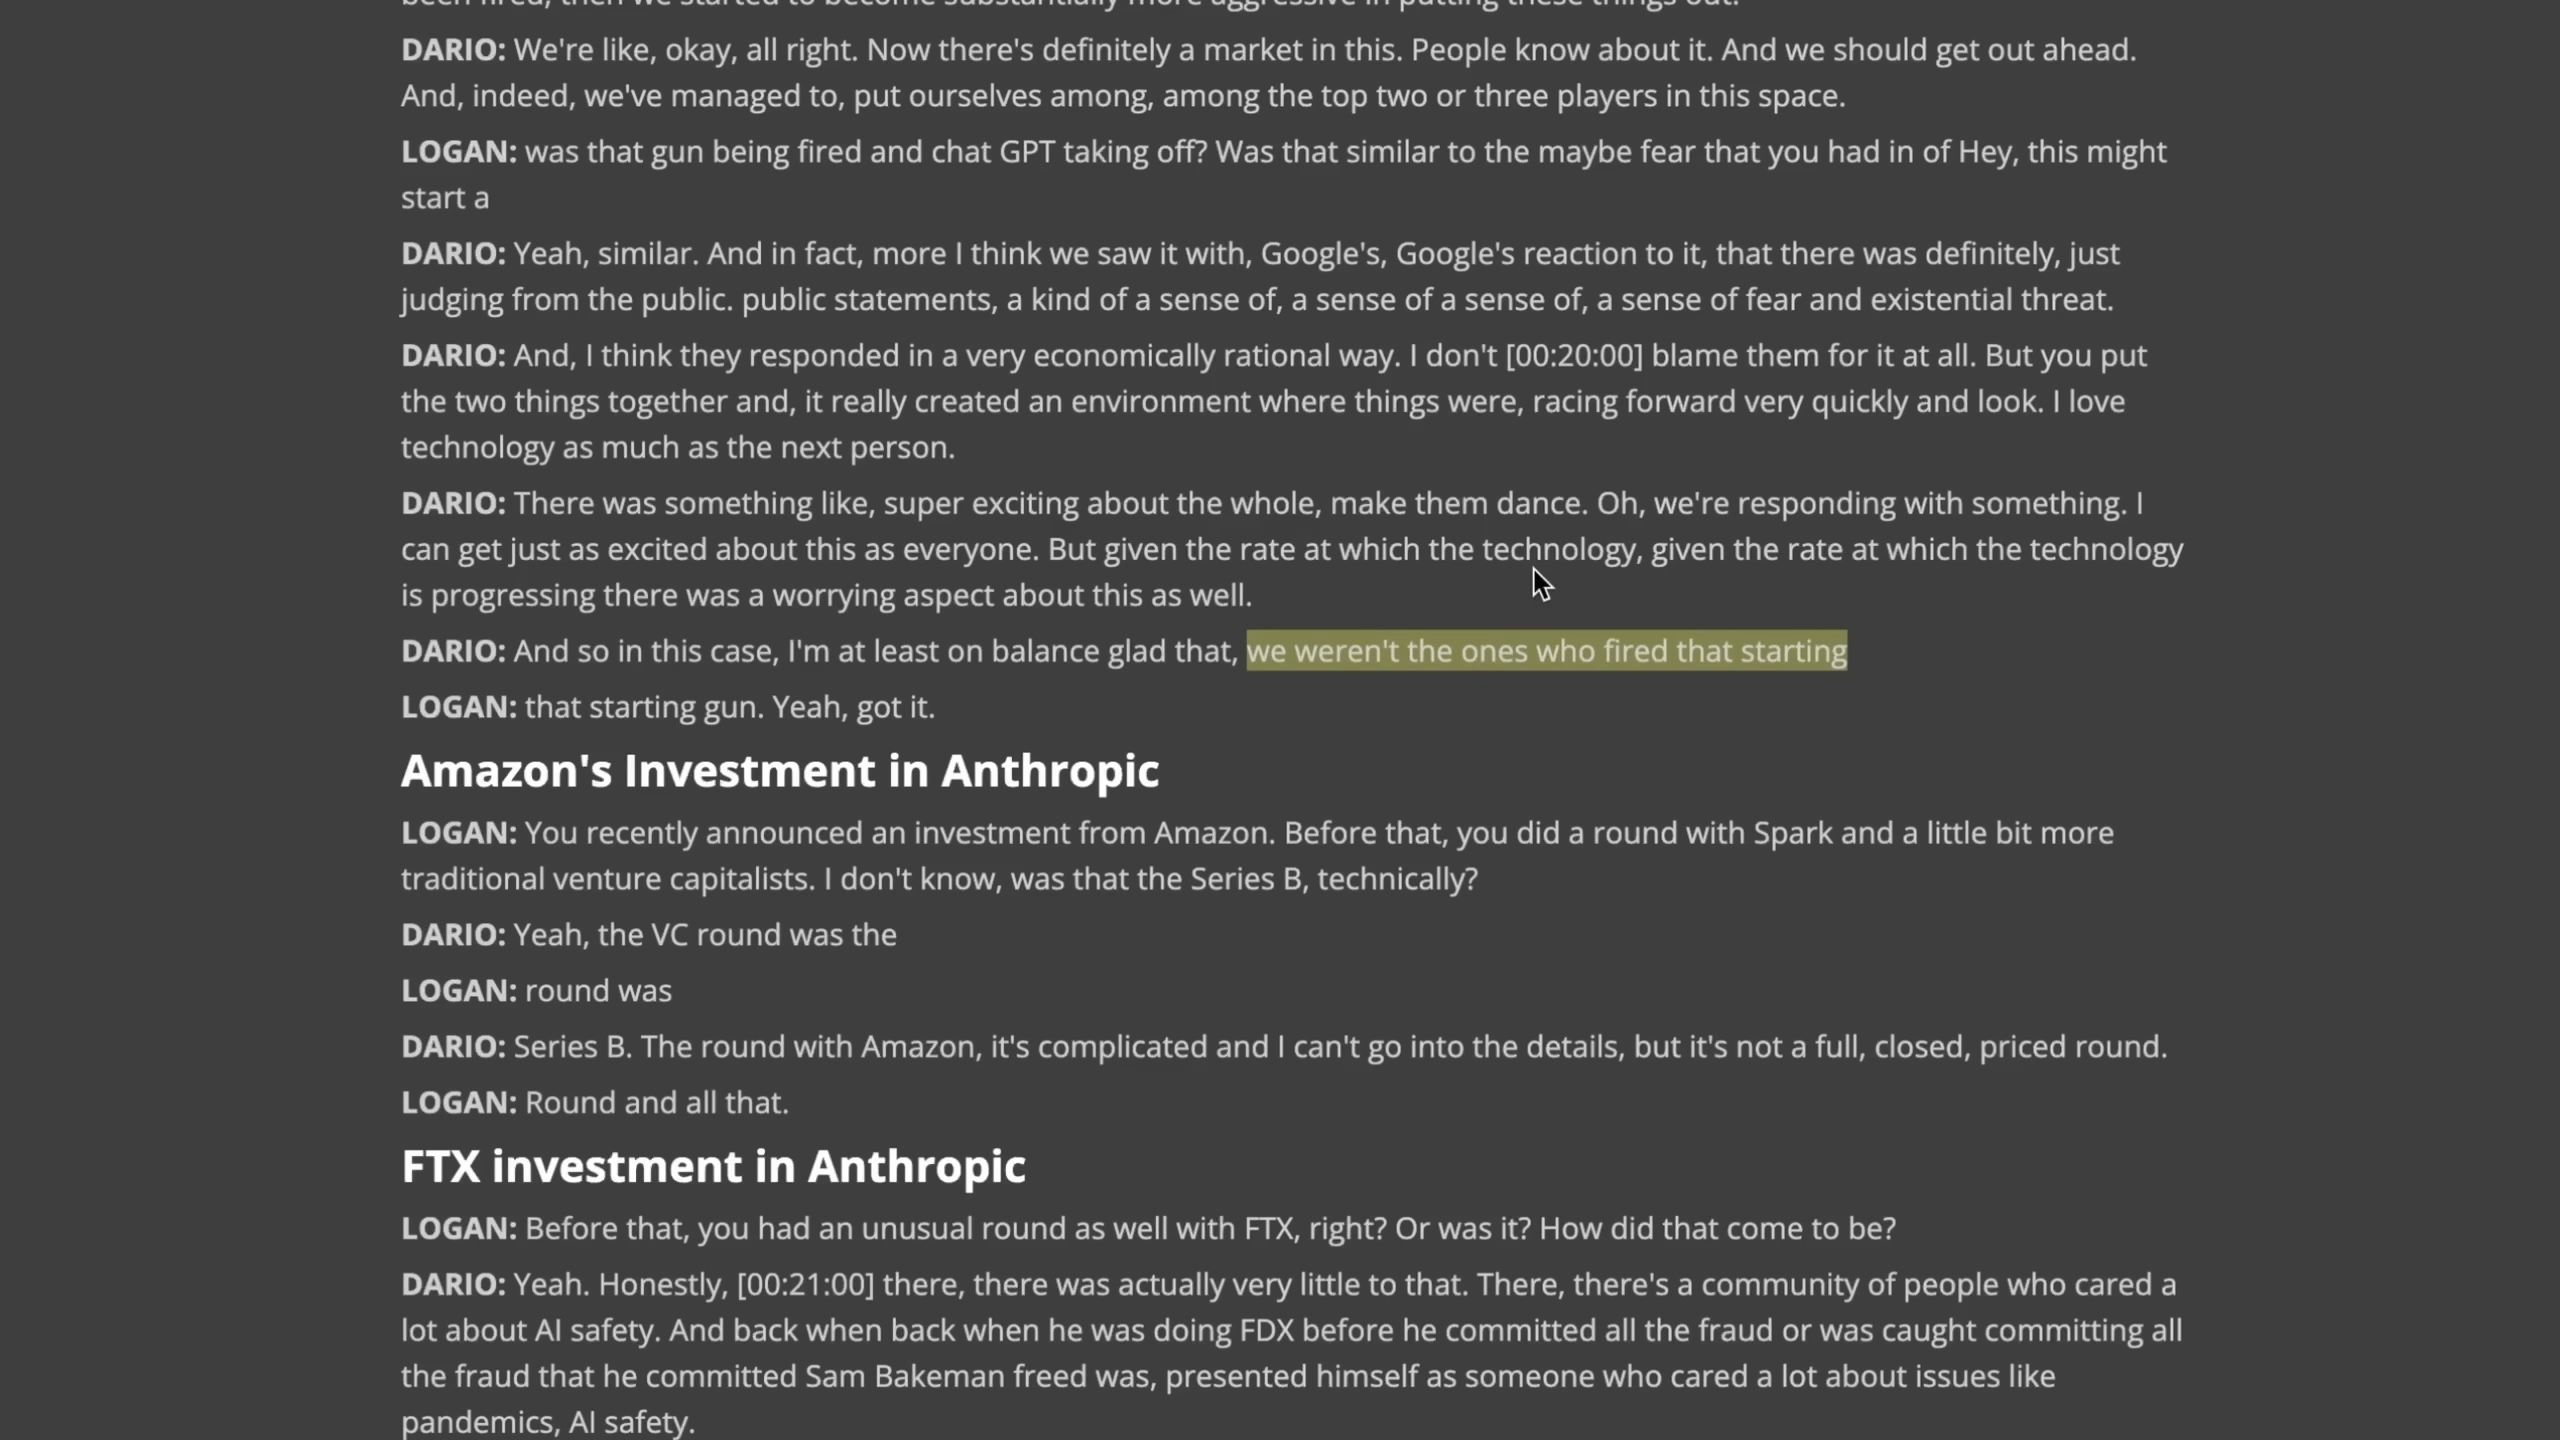 been fired, then we started to become substantially more aggressive in putting these things out.
DARIO: We're like, okay, all right. Now there's definitely a market in this. People know about it. And we should get out ahead.
And, indeed, we've managed to, put ourselves among, among the top two or three players in this space.
LOGAN: was that gun being fired and chat GPT taking off? Was that similar to the maybe fear that you had in of Hey, this might
start a
DARIO: Yeah, similar. And in fact, more I think we saw it with, Google's, Google's reaction to it, that there was definitely, just
judging from the public. public statements, a kind of a sense of, a sense of a sense of, a sense of fear and existential threat.
DARIO: And, I think they responded in a very economically rational way. I don't [00:20:00] blame them for it at all. But you put
the two things together and, it really created an environment where things were, racing forward very quickly and look. I love
technology as much as the next person.
DARIO: There was something like, super exciting about the whole, make them dance. Oh, we're responding with something. I
can get just as excited about this as everyone. But given the rate at which the technology, given the rate at which the technology
is progressing there was a worrying aspect about this as well.
DARIO: And so in this case, I'm at least on balance glad that, we weren't the ones who fired that starting
LOGAN: that starting gun. Yeah, got it.
Amazon's Investment in Anthropic
LOGAN: You recently announced an investment from Amazon. Before that, you did a round with Spark and a little bit more
traditional venture capitalists. I don't know, was that the Series B, technically?
DARIO: Yeah, the VC round was the
LOGAN: round was
DARIO: Series B. The round with Amazon, it's complicated and I can't go into the details, but it's not a full, closed, priced round.
LOGAN: Round and all that.
FTX investment in Anthropic
LOGAN: Before that, you had an unusual round as well with FTX, right? Or was it? How did that come to be?
DARIO: Yeah. Honestly, [00:21:00] there, there was actually very little to that. There, there's a community of people who cared a
lot about AI safety. And back when back when he was doing FDX before he committed all the fraud or was caught committing all
the fraud that he committed Sam Bakeman freed was, presented himself as someone who cared a lot about issues like
pandemics, AI safety.